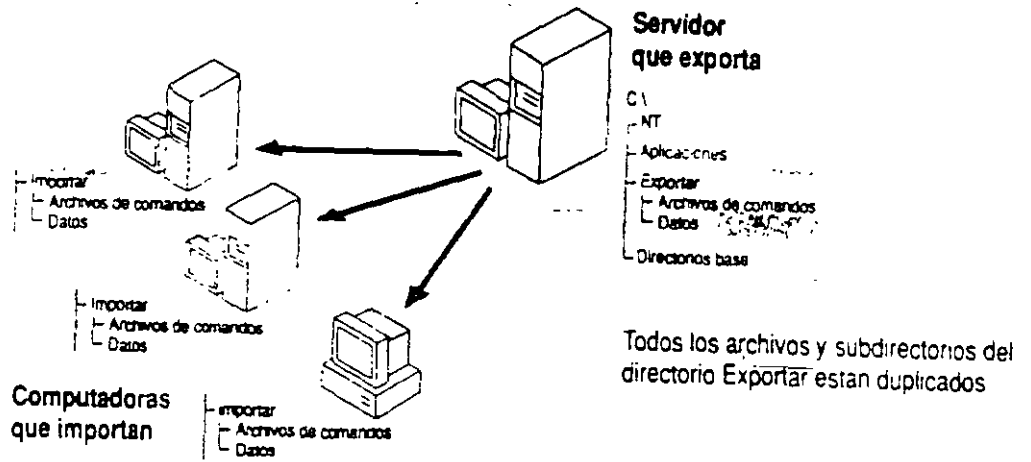 Servidor
que exporta
C:\
NT
Aplicaciones
Exportar
Archivos de comandos
Datos
Directorios base
Importar
Archivos de comandos
Datos
Importar
Archivos de comandos
Datos
Computadoras
que importan
Importar
Archivos de comandos
Datos
Todos los archivos y subdirectorios del
directorio Exportar estan duplicados